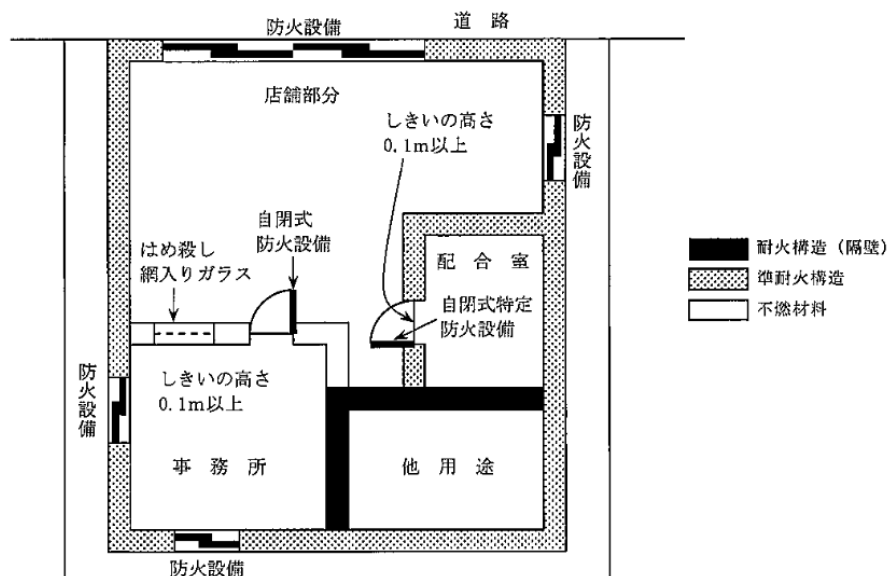 防火設備
道路
店舗部分
しきいの高さ
0.1m以上
防火設備
自閉式
防火設備
はめ殺し
網入りガラス
配合室
自閉式特定
防火設備
耐火構造（隔壁）
準耐火構造
不燃材料
防火設備
しきいの高さ
0.1m以上
事務所
他用途
防火設備